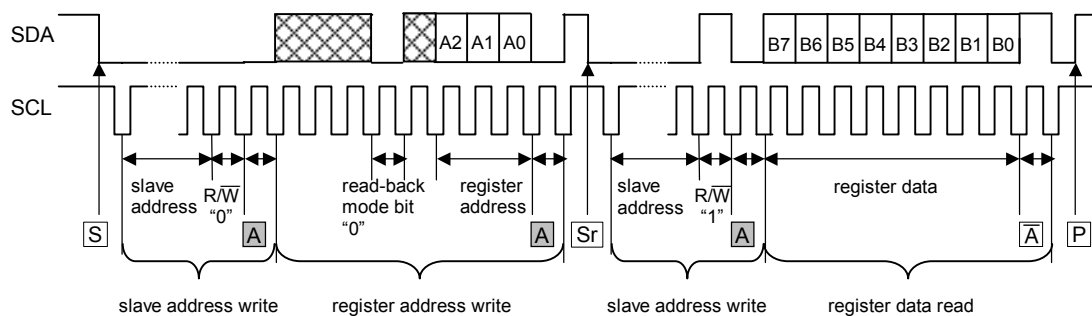 SDA
A2 A1 A0
B7 B6 B5 B4 B3 B2 B1 B0
SCL
slave address
R/W̅ "0"
read-back mode bit "0"
register address
slave address
R/W̅ "1"
register data
S
A
A
Sr
A
A̅
P
slave address write
register address write
slave address write
register data read